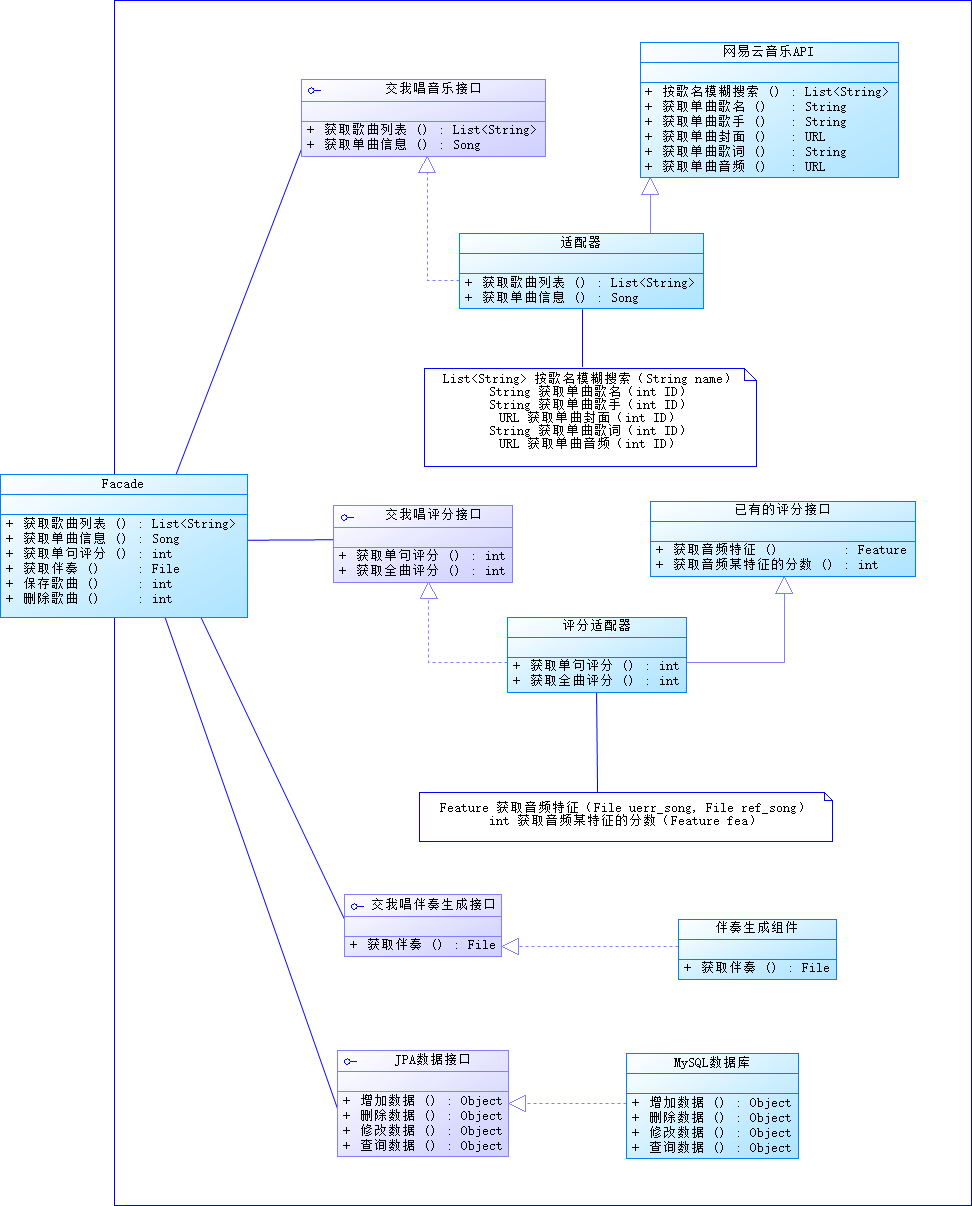 网易云音乐API
+ 按歌名模糊搜索 () : List<String>
+ 获取单曲歌名 () : String
+ 获取单曲歌手 () : String
+ 获取单曲封面 () : URL
+ 获取单曲歌词 () : String
+ 获取单曲音频 () : URL
交我唱音乐接口
+ 获取歌曲列表 () : List<String>
+ 获取单曲信息 () : Song
适配器
+ 获取歌曲列表 () : List<String>
+ 获取单曲信息 () : Song
List<String> 按歌名模糊搜索（String name）
String 获取单曲歌名（int ID）
String 获取单曲歌手（int ID）
URL 获取单曲封面（int ID）
String 获取单曲歌词（int ID）
URL 获取单曲音频（int ID）
Facade
+ 获取歌曲列表 () : List<String>
+ 获取单曲信息 () : Song
+ 获取单句评分 () : int
+ 获取伴奏 () : File
+ 保存歌曲 () : int
+ 删除歌曲 () : int
交我唱评分接口
+ 获取单句评分 () : int
+ 获取全曲评分 () : int
已有的评分接口
+ 获取音频特征 () : Feature
+ 获取音频某特征的分数 () : int
评分适配器
+ 获取单句评分 () : int
+ 获取全曲评分 () : int
Feature 获取音频特征（File uerr_song, File ref_song）
int 获取音频某特征的分数（Feature fea）
交我唱伴奏生成接口
+ 获取伴奏 () : File
伴奏生成组件
+ 获取伴奏 () : File
JPA数据接口
+ 增加数据 () : Object
+ 删除数据 () : Object
+ 修改数据 () : Object
+ 查询数据 () : Object
MySQL数据库
+ 增加数据 () : Object
+ 删除数据 () : Object
+ 修改数据 () : Object
+ 查询数据 () : Object